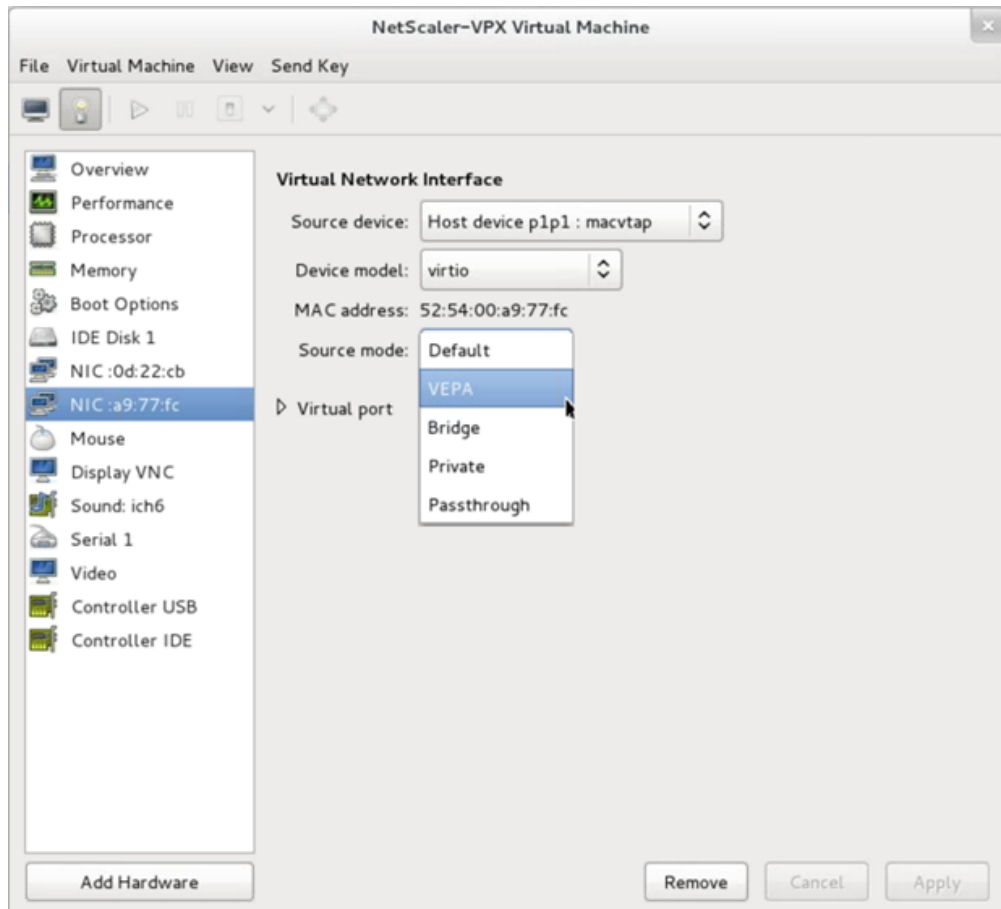 NetScaler-VPX Virtual Machine
File Virtual Machine View Send Key
Overview
Performance
Processor
Memory
Boot Options
IDE Disk 1
NIC :0d:22:cb
NIC :a9:77:fc
Mouse
Display VNC
Sound: ich6
Serial 1
Video
Controller USB
Controller IDE
Add Hardware
Virtual Network Interface
Source device: Host device p1p1 : macvtap
Device model: virtio
MAC address: 52:54:00:a9:77:fc
Source mode: Default
VEPA
Bridge
Private
Passthrough
Virtual port
Remove Cancel Apply